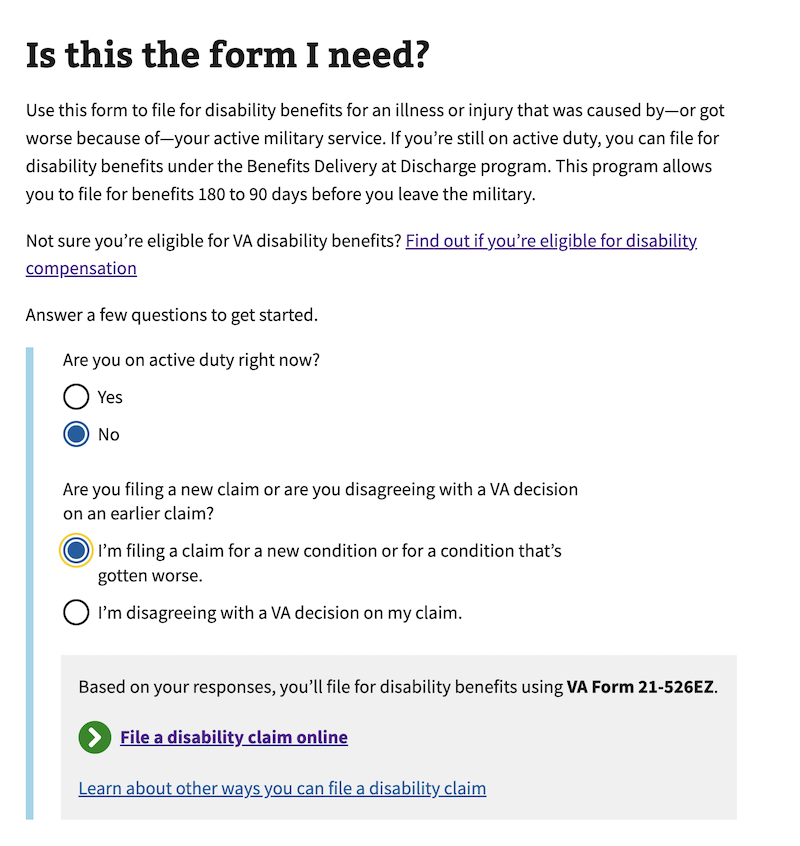 Is this the form I need?
Use this form to file for disability benefits for an illness or injury that was caused by—or got
worse because of—your active military service. If you’re still on active duty, you can file for
disability benefits under the Benefits Delivery at Discharge program. This program allows
you to file for benefits 180 to 90 days before you leave the military.
Not sure you’re eligible for VA disability benefits? Find out if you’re eligible for disability
compensation
Answer a few questions to get started.
Are you on active duty right now?
Yes
No
Are you filing a new claim or are you disagreeing with a VA decision
on an earlier claim?
I’m filing a claim for a new condition or for a condition that’s
gotten worse.
I’m disagreeing with a VA decision on my claim.
Based on your responses, you’ll file for disability benefits using VA Form 21-526EZ.
File a disability claim online
Learn about other ways you can file a disability claim